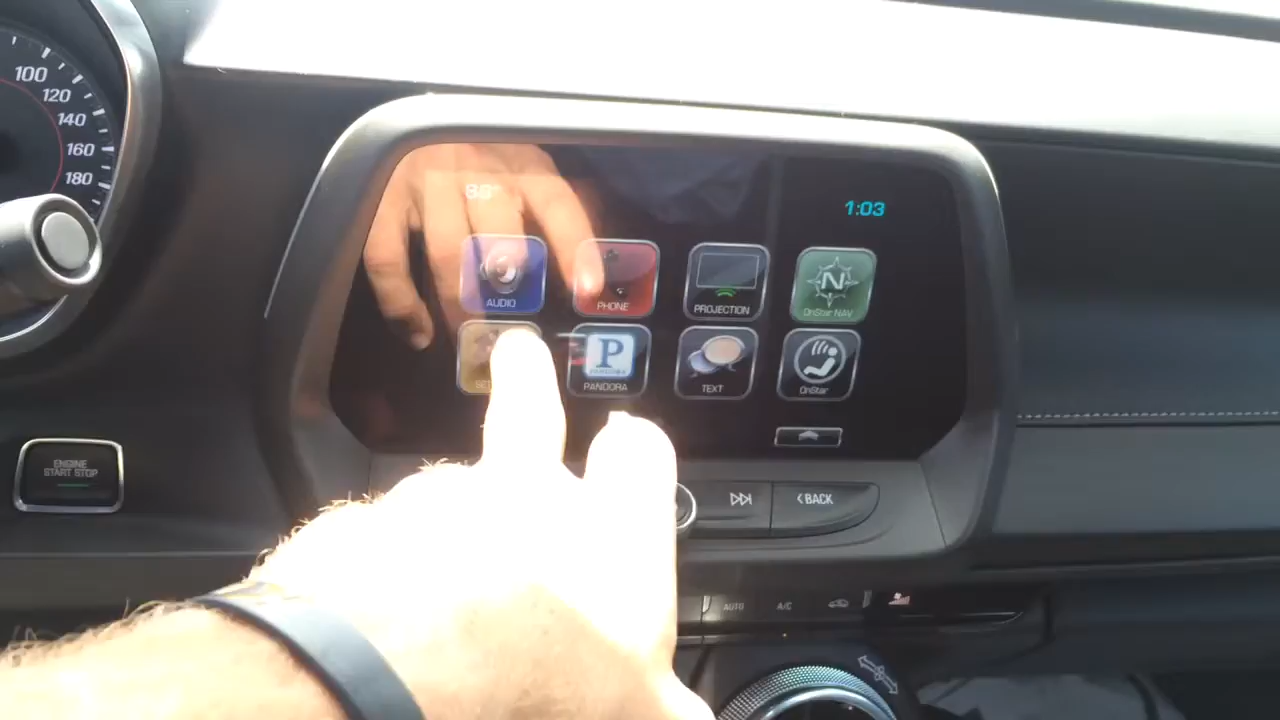 100
120
140
160
180
1:03
AUDIO
PHONE
PROJECTION
N
OnStar NAV
P
PANDORA
PANDORA
TEXT
OnStar
ENGINE
START STOP
<BACK
AUTO
A/C